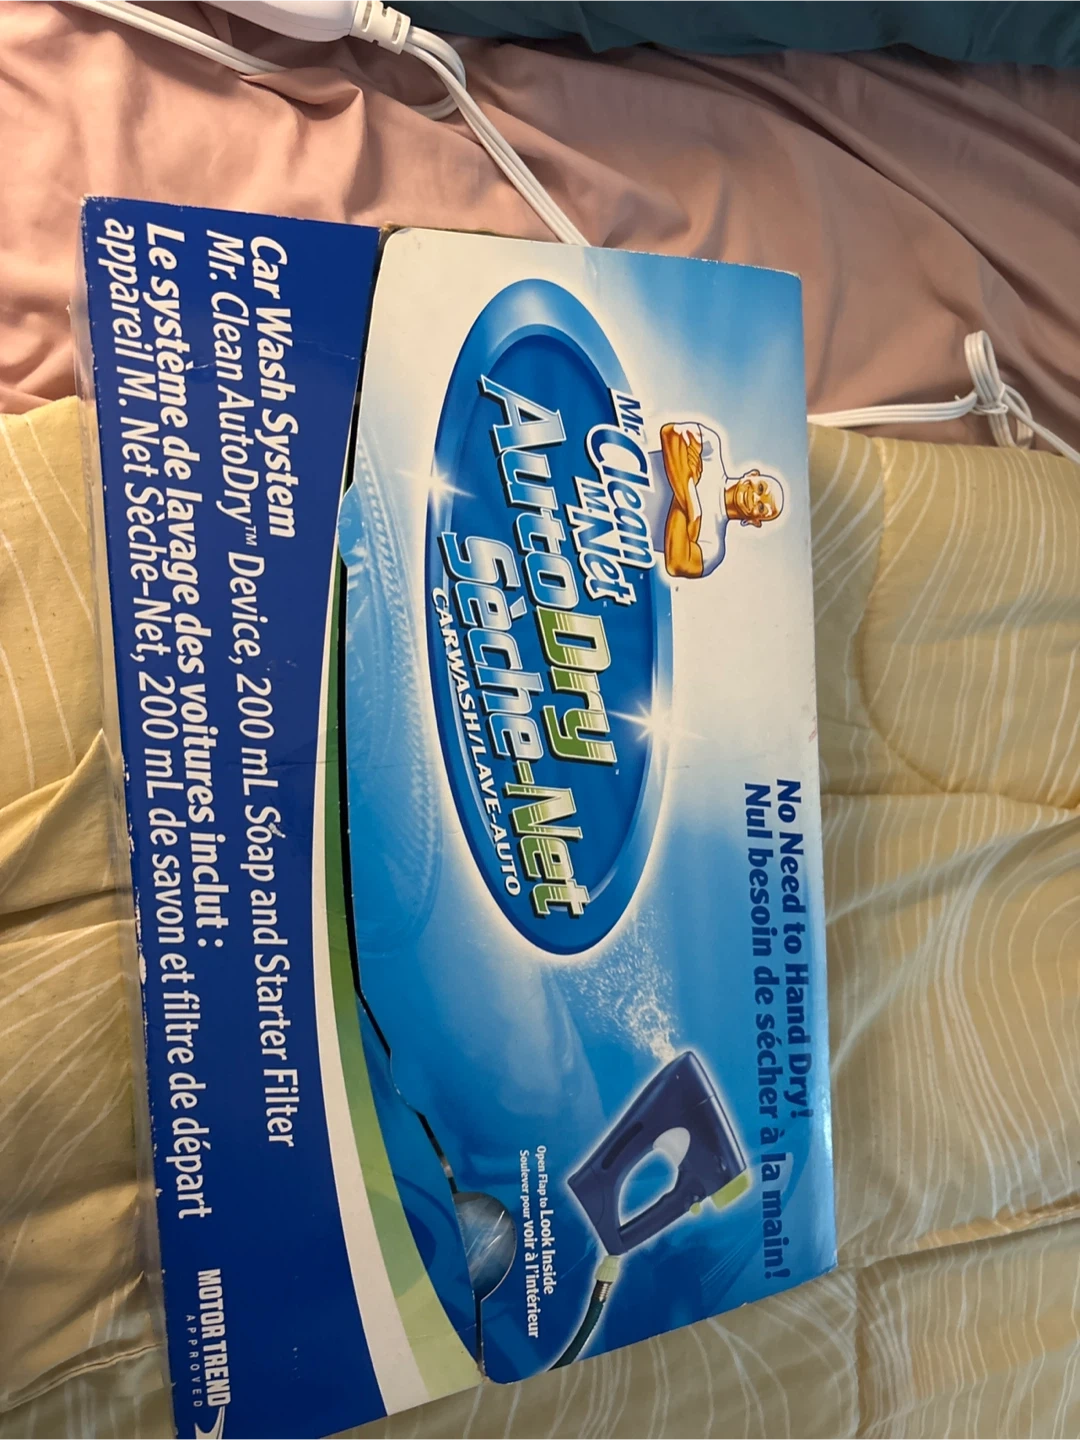 No Need to Hand Dry!
Nul besoin de sécher à la main!
Mr. Clean
M. Net
AutoDry™
Sèche-Net
CARWASH/LAVE-AUTO
Open Flap to Look Inside
Soulever pour voir à l'intérieur
Car Wash System
Mr. Clean AutoDry™ Device, 200 mL Soap and Starter Filter
Le système de lavage des voitures inclut :
appareil M. Net Sèche-Net, 200 mL de savon et filtre de départ
MOTOR TREND
APPROVED